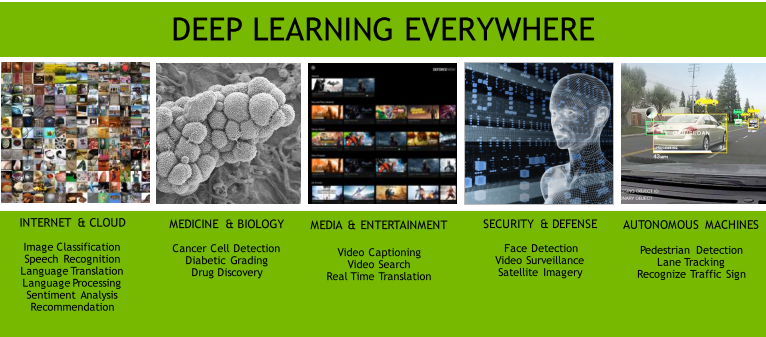 DEEP LEARNING EVERYWHERE
INTERNET & CLOUD
Image Classification
Speech Recognition
Language Translation
Language Processing
Sentiment Analysis
Recommendation
MEDICINE & BIOLOGY
Cancer Cell Detection
Diabetic Grading
Drug Discovery
MEDIA & ENTERTAINMENT
Video Captioning
Video Search
Real Time Translation
SECURITY & DEFENSE
Face Detection
Video Surveillance
Satellite Imagery
AUTONOMOUS MACHINES
Pedestrian Detection
Lane Tracking
Recognize Traffic Sign